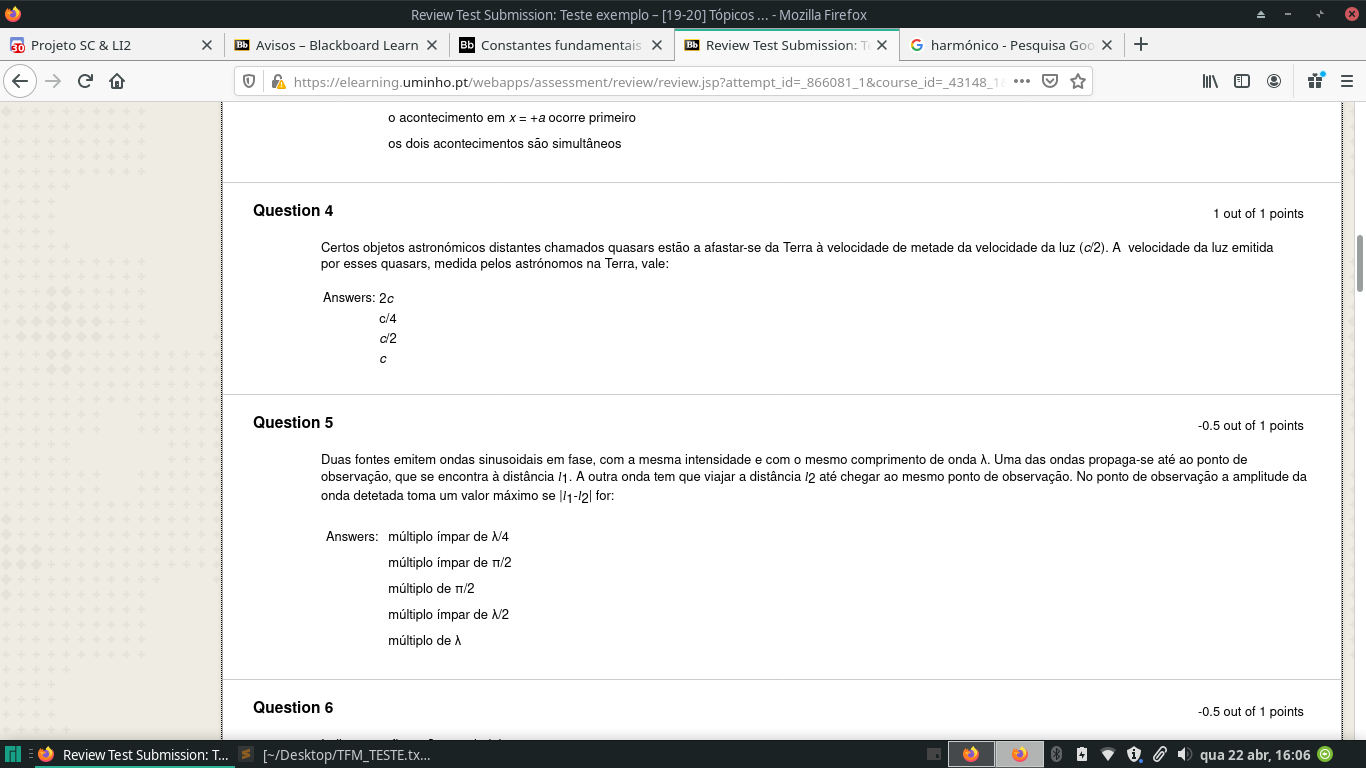 Review Test Submission: Teste exemplo – [19-20] Tópicos ... - Mozilla Firefox
Projeto SC & LI2
Avisos – Blackboard Learn
Constantes fundamentais
Review Test Submission: T
harmónico - Pesquisa Goo
https://elearning.uminho.pt/webapps/assessment/review/review.jsp?attempt_id=_866081_1&course_id=_43148_1&
o acontecimento em x = +a ocorre primeiro
os dois acontecimentos são simultâneos
Question 4
1 out of 1 points
Certos objetos astronómicos distantes chamados quasars estão a afastar-se da Terra à velocidade de metade da velocidade da luz (c/2). A velocidade da luz emitida
por esses quasars, medida pelos astrónomos na Terra, vale:
Answers: 2c
c/4
c/2
c
Question 5
-0.5 out of 1 points
Duas fontes emitem ondas sinusoidais em fase, com a mesma intensidade e com o mesmo comprimento de onda λ. Uma das ondas propaga-se até ao ponto de
observação, que se encontra à distância l1. A outra onda tem que viajar a distância l2 até chegar ao mesmo ponto de observação. No ponto de observação a amplitude da
onda detetada toma um valor máximo se |l1-l2| for:
Answers: múltiplo ímpar de λ/4
múltiplo ímpar de π/2
múltiplo de π/2
múltiplo ímpar de λ/2
múltiplo de λ
Question 6
-0.5 out of 1 points
Review Test Submission: T...
[~/Desktop/TFM_TESTE.tx...
qua 22 abr, 16:06